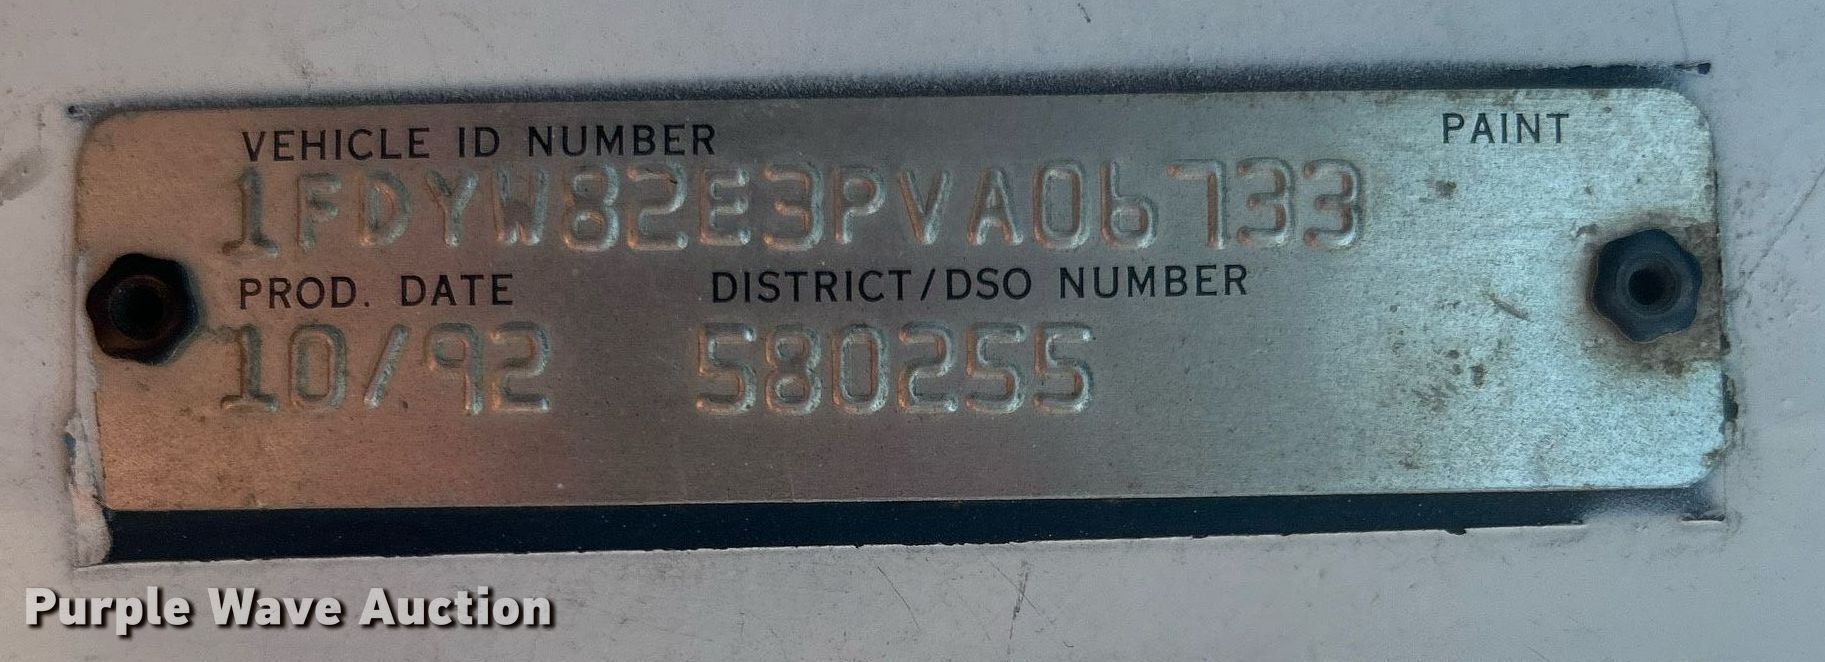 VEHICLE ID NUMBER PAINT
1FDYW82E3PVA06733
PROD. DATE DISTRICT/DSO NUMBER
10/92 580255
Purple Wave Auction